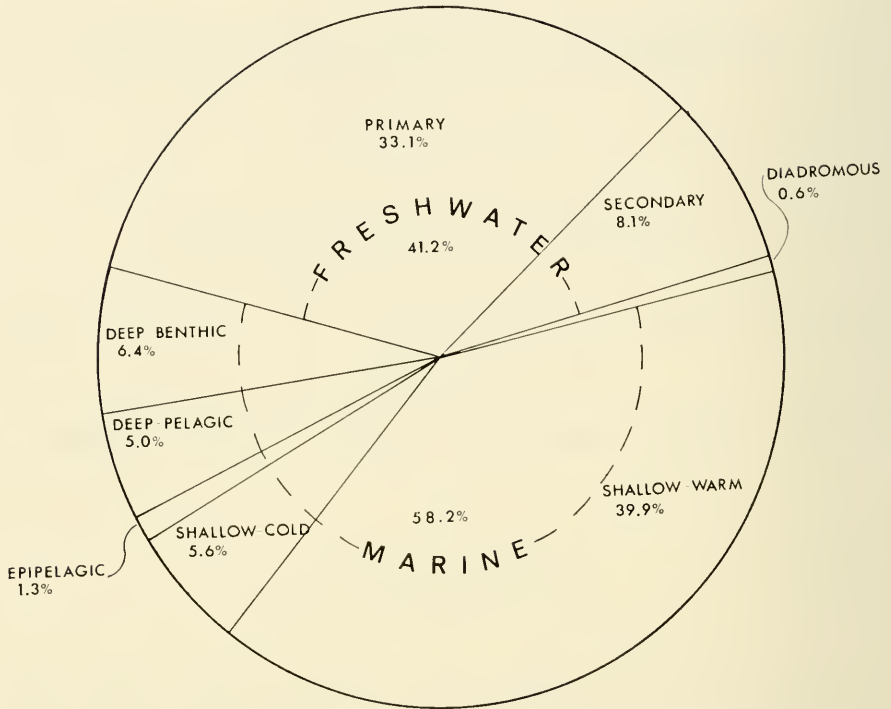 PRIMARY
33.1%
DIADROMOUS
0.6%
SECONDARY
8.1%
FRESHWATER
41.2%
DEEP BENTHIC
6.4%
DEEP-PELAGIC
5.0%
SHALLOW-WARM
39.9%
58.2%
MARINE
SHALLOW-COLD
5.6%
EPIPELAGIC
1.3%